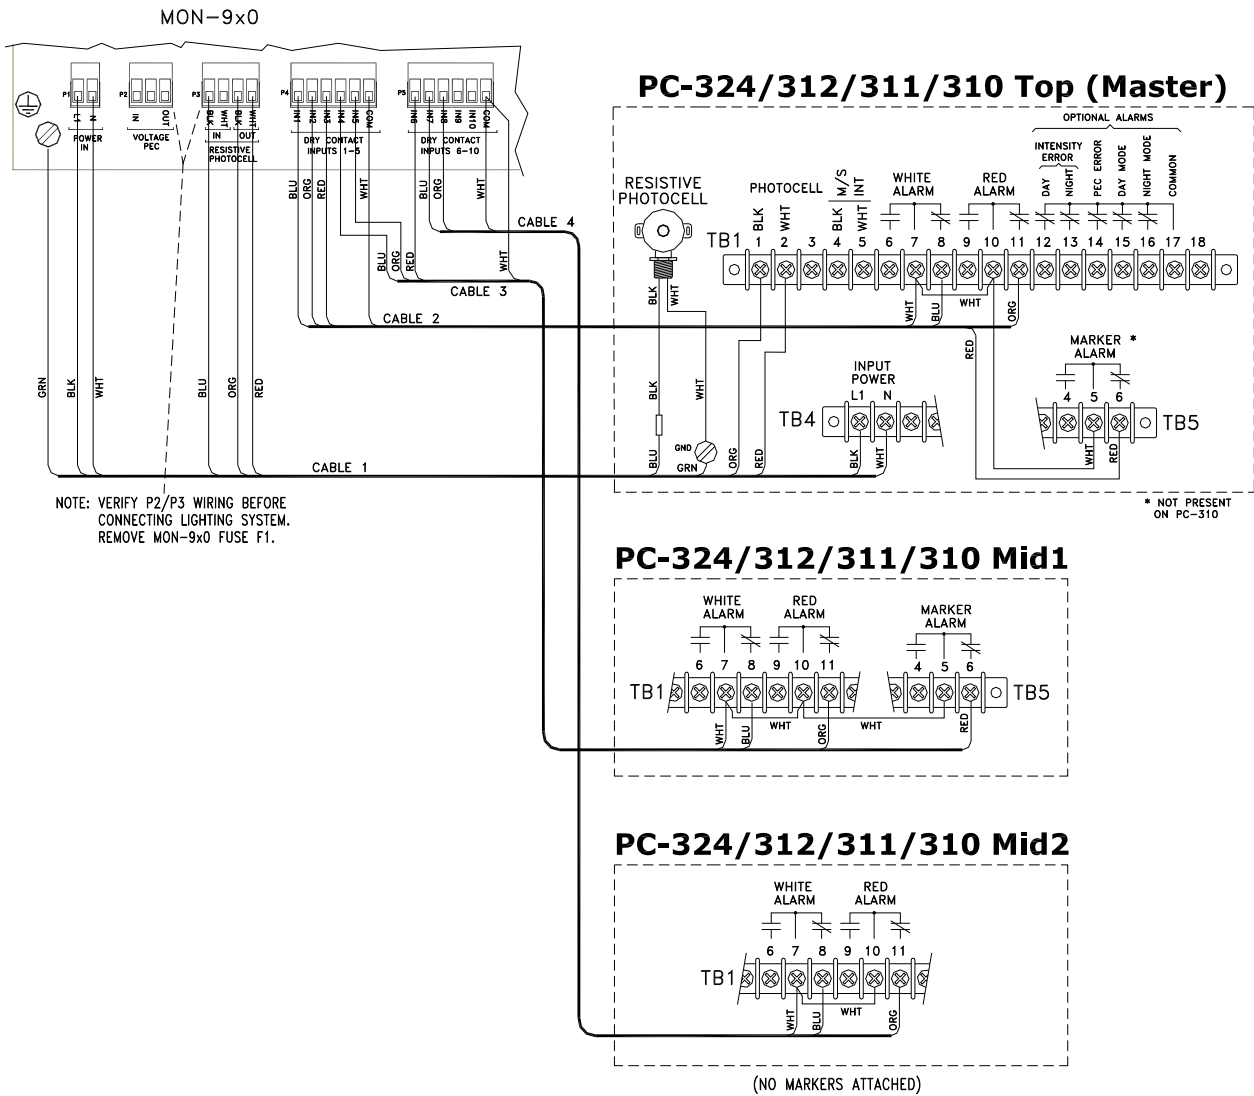 MON-9x0
P1
P2
P3
P4
P5
L1
N
IN
OUT
BLK
WHT
BLK
WHT
IN1
IN2
IN3
IN4
IN5
COM
IN6
IN7
IN8
IN9
IN10
COM
POWER
IN
VOLTAGE
PEC
IN OUT
RESISTIVE
PHOTOCELL
DRY CONTACT
INPUTS 1-5
DRY CONTACT
INPUTS 6-10
BLU
ORG
RED
WHT
BLU
ORG
WHT
CABLE 4
BLU
ORG
RED
WHT
CABLE 3
CABLE 2
GRN
BLK
WHT
BLU
ORG
RED
CABLE 1
NOTE: VERIFY P2/P3 WIRING BEFORE
CONNECTING LIGHTING SYSTEM.
REMOVE MON-9x0 FUSE F1.
PC-324/312/311/310 Top (Master)
OPTIONAL ALARMS
INTENSITY
ERROR
DAY
NIGHT
PEC ERROR
DAY MODE
NIGHT MODE
COMMON
RESISTIVE
PHOTOCELL
PHOTOCELL
BLK
WHT
M/S
INT
BLK
WHT
WHITE
ALARM
RED
ALARM
TB1
1 2 3 4 5 6 7 8 9 10 11 12 13 14 15 16 17 18
BLK
WHT
WHT
BLU
WHT
ORG
RED
MARKER *
ALARM
4 5 6
TB5
WHT
RED
INPUT
POWER
L1 N
TB4
BLK
WHT
BLK
WHT
BLU
GND
GRN
ORG
RED
* NOT PRESENT
ON PC-310
PC-324/312/311/310 Mid1
WHITE
ALARM
RED
ALARM
MARKER
ALARM
6 7 8 9 10 11
4 5 6
TB1
TB5
WHT
BLU
WHT
ORG
WHT
RED
PC-324/312/311/310 Mid2
WHITE
ALARM
RED
ALARM
6 7 8 9 10 11
TB1
WHT
BLU
WHT
ORG
(NO MARKERS ATTACHED)